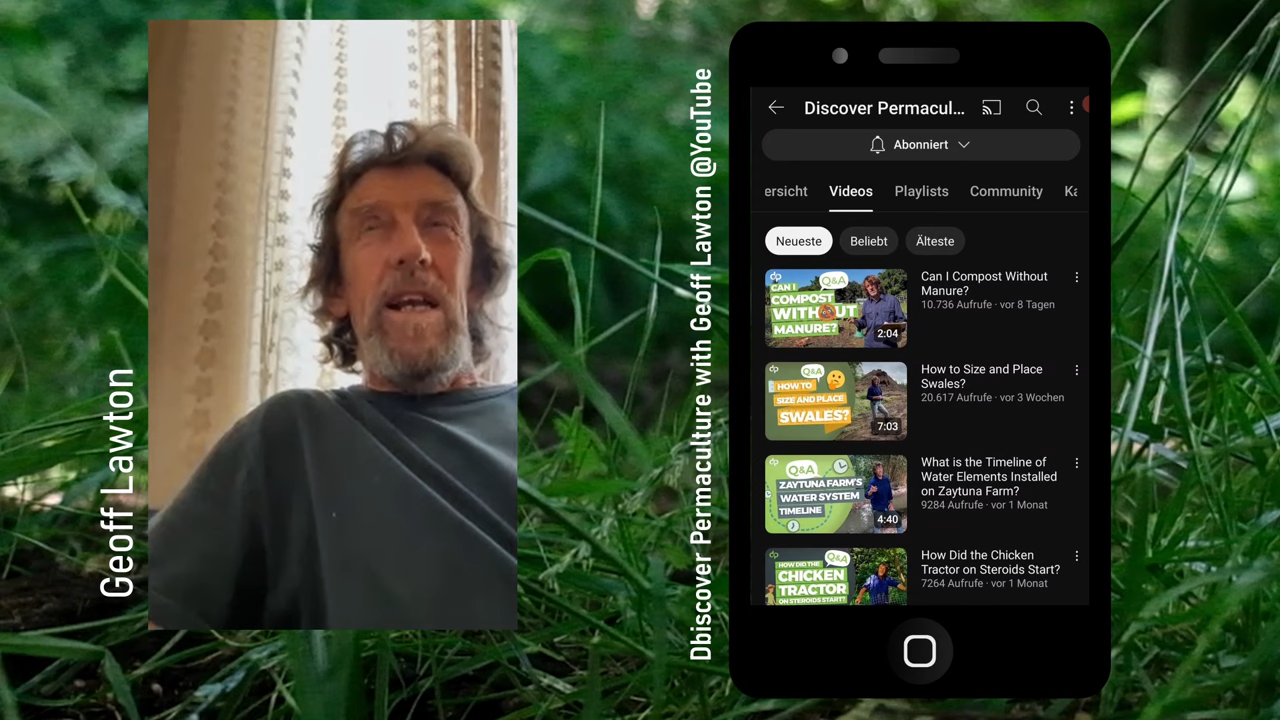 Geoff Lawton
Dbiscover Permaculture with Geoff Lawton @YouTube
Discover Permacul...
Abonniert
ersicht
Videos
Playlists
Community
Ka
Neueste
Beliebt
Älteste
dp
Q&A
CAN I
COMPOST
WITHOUT
MANURE?
2:04
Can I Compost Without
Manure?
10.736 Aufrufe · vor 8 Tagen
dp
Q&A
HOW TO
SIZE AND PLACE
SWALES?
7:03
How to Size and Place
Swales?
20.617 Aufrufe · vor 3 Wochen
dp
Q&A
ZAYTUNA FARM'S
WATER SYSTEM
TIMELINE
4:40
What is the Timeline of
Water Elements Installed
on Zaytuna Farm?
9284 Aufrufe · vor 1 Monat
dp
Q&A
HOW DID THE
CHICKEN
TRACTOR
ON STEROIDS START?
How Did the Chicken
Tractor on Steroids Start?
7264 Aufrufe · vor 1 Monat